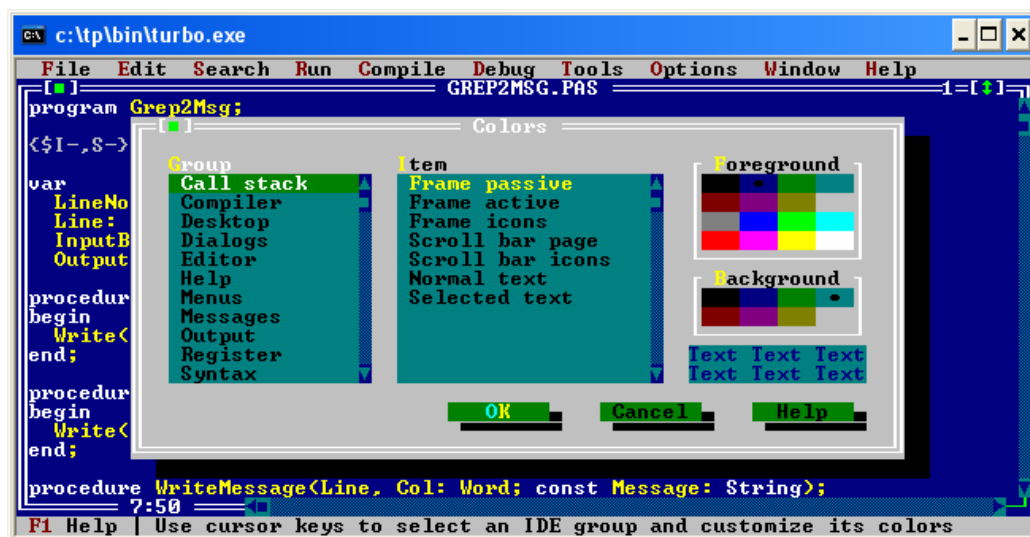 c:\tp\bin\turbo.exe
File Edit Search Run Compile Debug Tools Options Window Help
GREP2MSG.PAS 1
program Grep2Msg;
Colors
{$I-,S-}
Group
Call stack
Compiler
Desktop
Dialogs
Editor
Help
Menus
Messages
Output
Register
Syntax
Item
Frame passive
Frame active
Frame icons
Scroll bar page
Scroll bar icons
Normal text
Selected text
Foreground
Background
Text Text Text
Text Text Text
OK Cancel Help
var
LineNo
Line:
InputB
Output
procedur
begin
Write(
end;
procedur
begin
Write(
end;
procedure WriteMessage(Line, Col: Word; const Message: String);
7:50
F1 Help | Use cursor keys to select an IDE group and customize its colors